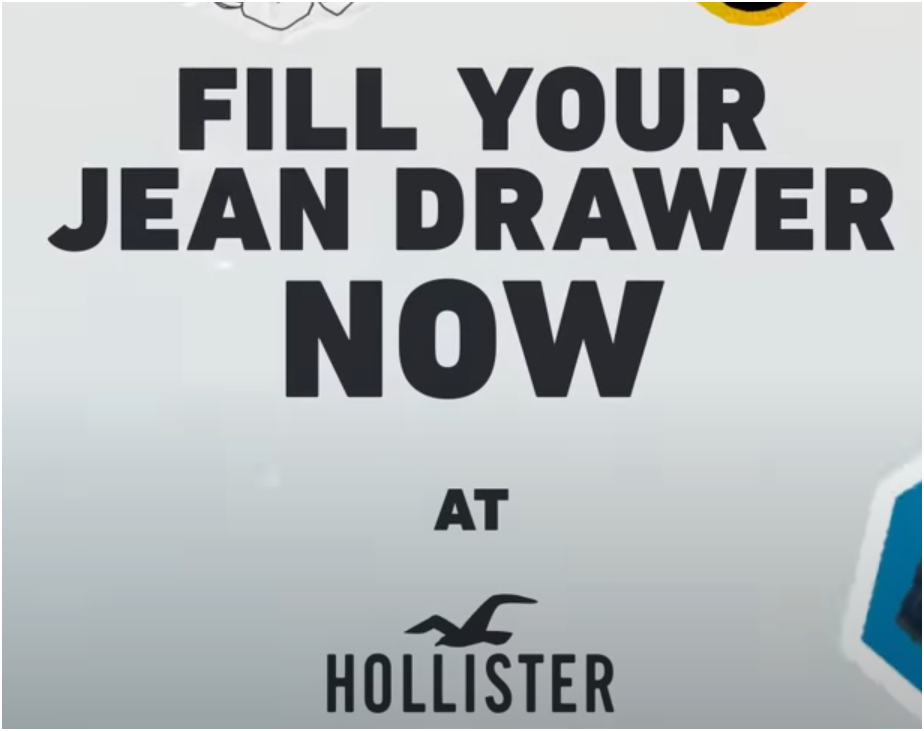 FILL YOUR
JEAN DRAWER
NOW
AT
HOLLISTER